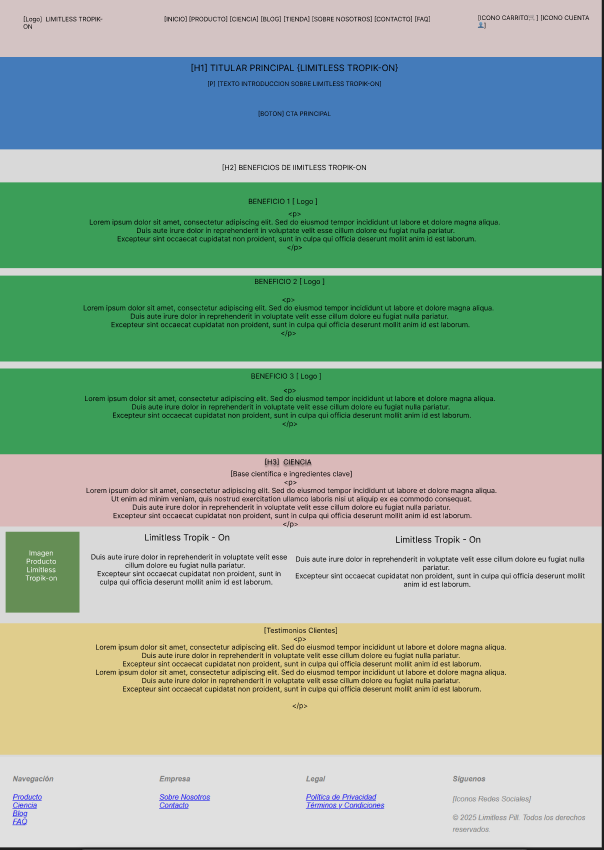 [Logo]  LIMITLESS TROPIK-
ON
[INICIO] [PRODUCTO] [CIENCIA] [BLOG] [TIENDA] [SOBRE NOSOTROS] [CONTACTO] [FAQ]
[ICONO CARRITO🛒] [ICONO CUENTA
👤]
[H1] TITULAR PRINCIPAL {LIMITLESS TROPIK-ON}
[P] [TEXTO INTRODUCCION SOBRE LIMITLESS TROPIK-ON]
[BOTON] CTA PRINCIPAL
[H2] BENEFICIOS DE lIMITLESS TROPIK-ON
BENEFICIO 1 [ Logo ]
<p>
Lorem ipsum dolor sit amet, consectetur adipiscing elit. Sed do eiusmod tempor incididunt ut labore et dolore magna aliqua.
Duis aute irure dolor in reprehenderit in voluptate velit esse cillum dolore eu fugiat nulla pariatur.
Excepteur sint occaecat cupidatat non proident, sunt in culpa qui officia deserunt mollit anim id est laborum.
</p>
BENEFICIO 2 [ Logo ]
<p>
Lorem ipsum dolor sit amet, consectetur adipiscing elit. Sed do eiusmod tempor incididunt ut labore et dolore magna aliqua.
Duis aute irure dolor in reprehenderit in voluptate velit esse cillum dolore eu fugiat nulla pariatur.
Excepteur sint occaecat cupidatat non proident, sunt in culpa qui officia deserunt mollit anim id est laborum.
</p>
BENEFICIO 3 [ Logo ]
<p>
Lorem ipsum dolor sit amet, consectetur adipiscing elit. Sed do eiusmod tempor incididunt ut labore et dolore magna aliqua.
Duis aute irure dolor in reprehenderit in voluptate velit esse cillum dolore eu fugiat nulla pariatur.
Excepteur sint occaecat cupidatat non proident, sunt in culpa qui officia deserunt mollit anim id est laborum.
</p>
[H3]  CIENCIA
[Base científica e ingredientes clave]
<p>
Lorem ipsum dolor sit amet, consectetur adipiscing elit. Sed do eiusmod tempor incididunt ut labore et dolore magna aliqua.
Ut enim ad minim veniam, quis nostrud exercitation ullamco laboris nisi ut aliquip ex ea commodo consequat.
Duis aute irure dolor in reprehenderit in voluptate velit esse cillum dolore eu fugiat nulla pariatur.
Excepteur sint occaecat cupidatat non proident, sunt in culpa qui officia deserunt mollit anim id est laborum.
</p>
Imagen
Producto
Limitless
Tropik-on
Limitless Tropik - On
Duis aute irure dolor in reprehenderit in voluptate velit esse
cillum dolore eu fugiat nulla pariatur.
Excepteur sint occaecat cupidatat non proident, sunt in
culpa qui officia deserunt mollit anim id est laborum.
Limitless Tropik - On
Duis aute irure dolor in reprehenderit in voluptate velit esse cillum dolore eu fugiat nulla
pariatur.
Excepteur sint occaecat cupidatat non proident, sunt in culpa qui officia deserunt mollit
anim id est laborum.
[Testimonios Clientes]
<p>
Lorem ipsum dolor sit amet, consectetur adipiscing elit. Sed do eiusmod tempor incididunt ut labore et dolore magna aliqua.
Duis aute irure dolor in reprehenderit in voluptate velit esse cillum dolore eu fugiat nulla pariatur.
Excepteur sint occaecat cupidatat non proident, sunt in culpa qui officia deserunt mollit anim id est laborum.
Lorem ipsum dolor sit amet, consectetur adipiscing elit. Sed do eiusmod tempor incididunt ut labore et dolore magna aliqua.
Duis aute irure dolor in reprehenderit in voluptate velit esse cillum dolore eu fugiat nulla pariatur.
Excepteur sint occaecat cupidatat non proident, sunt in culpa qui officia deserunt mollit anim id est laborum.
</p>
Navegación
Producto
Ciencia
Blog
FAQ
Empresa
Sobre Nosotros
Contacto
Legal
Política de Privacidad
Términos y Condiciones
Síguenos
[Iconos Redes Sociales]
© 2025 Limitless Pill. Todos los derechos
reservados.